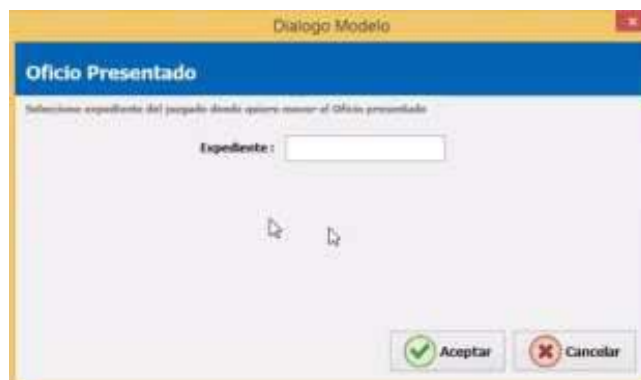 Dialogo Modelo
Oficio Presentado
Seleccione expediente del juzgado donde quiere mover el Oficio presentado
Expediente :
Aceptar
Cancelar